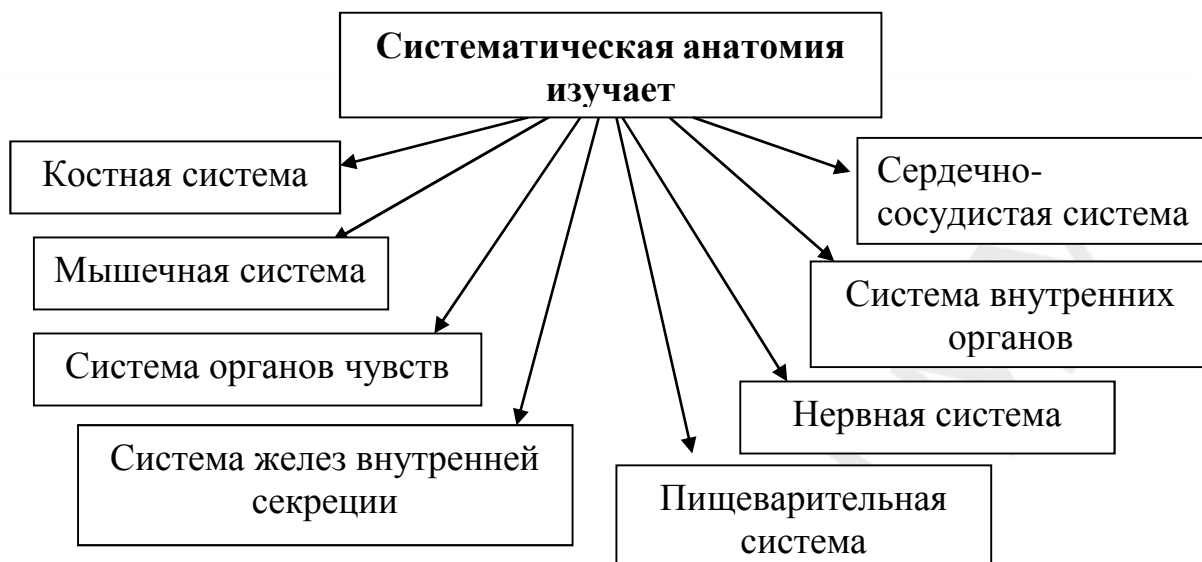 Систематическая анатомия
изучает
Костная система
Сердечно-
сосудистая система
Мышечная система
Система внутренних
органов
Система органов чувств
Нервная система
Система желез внутренней
секреции
Пищеварительная
система